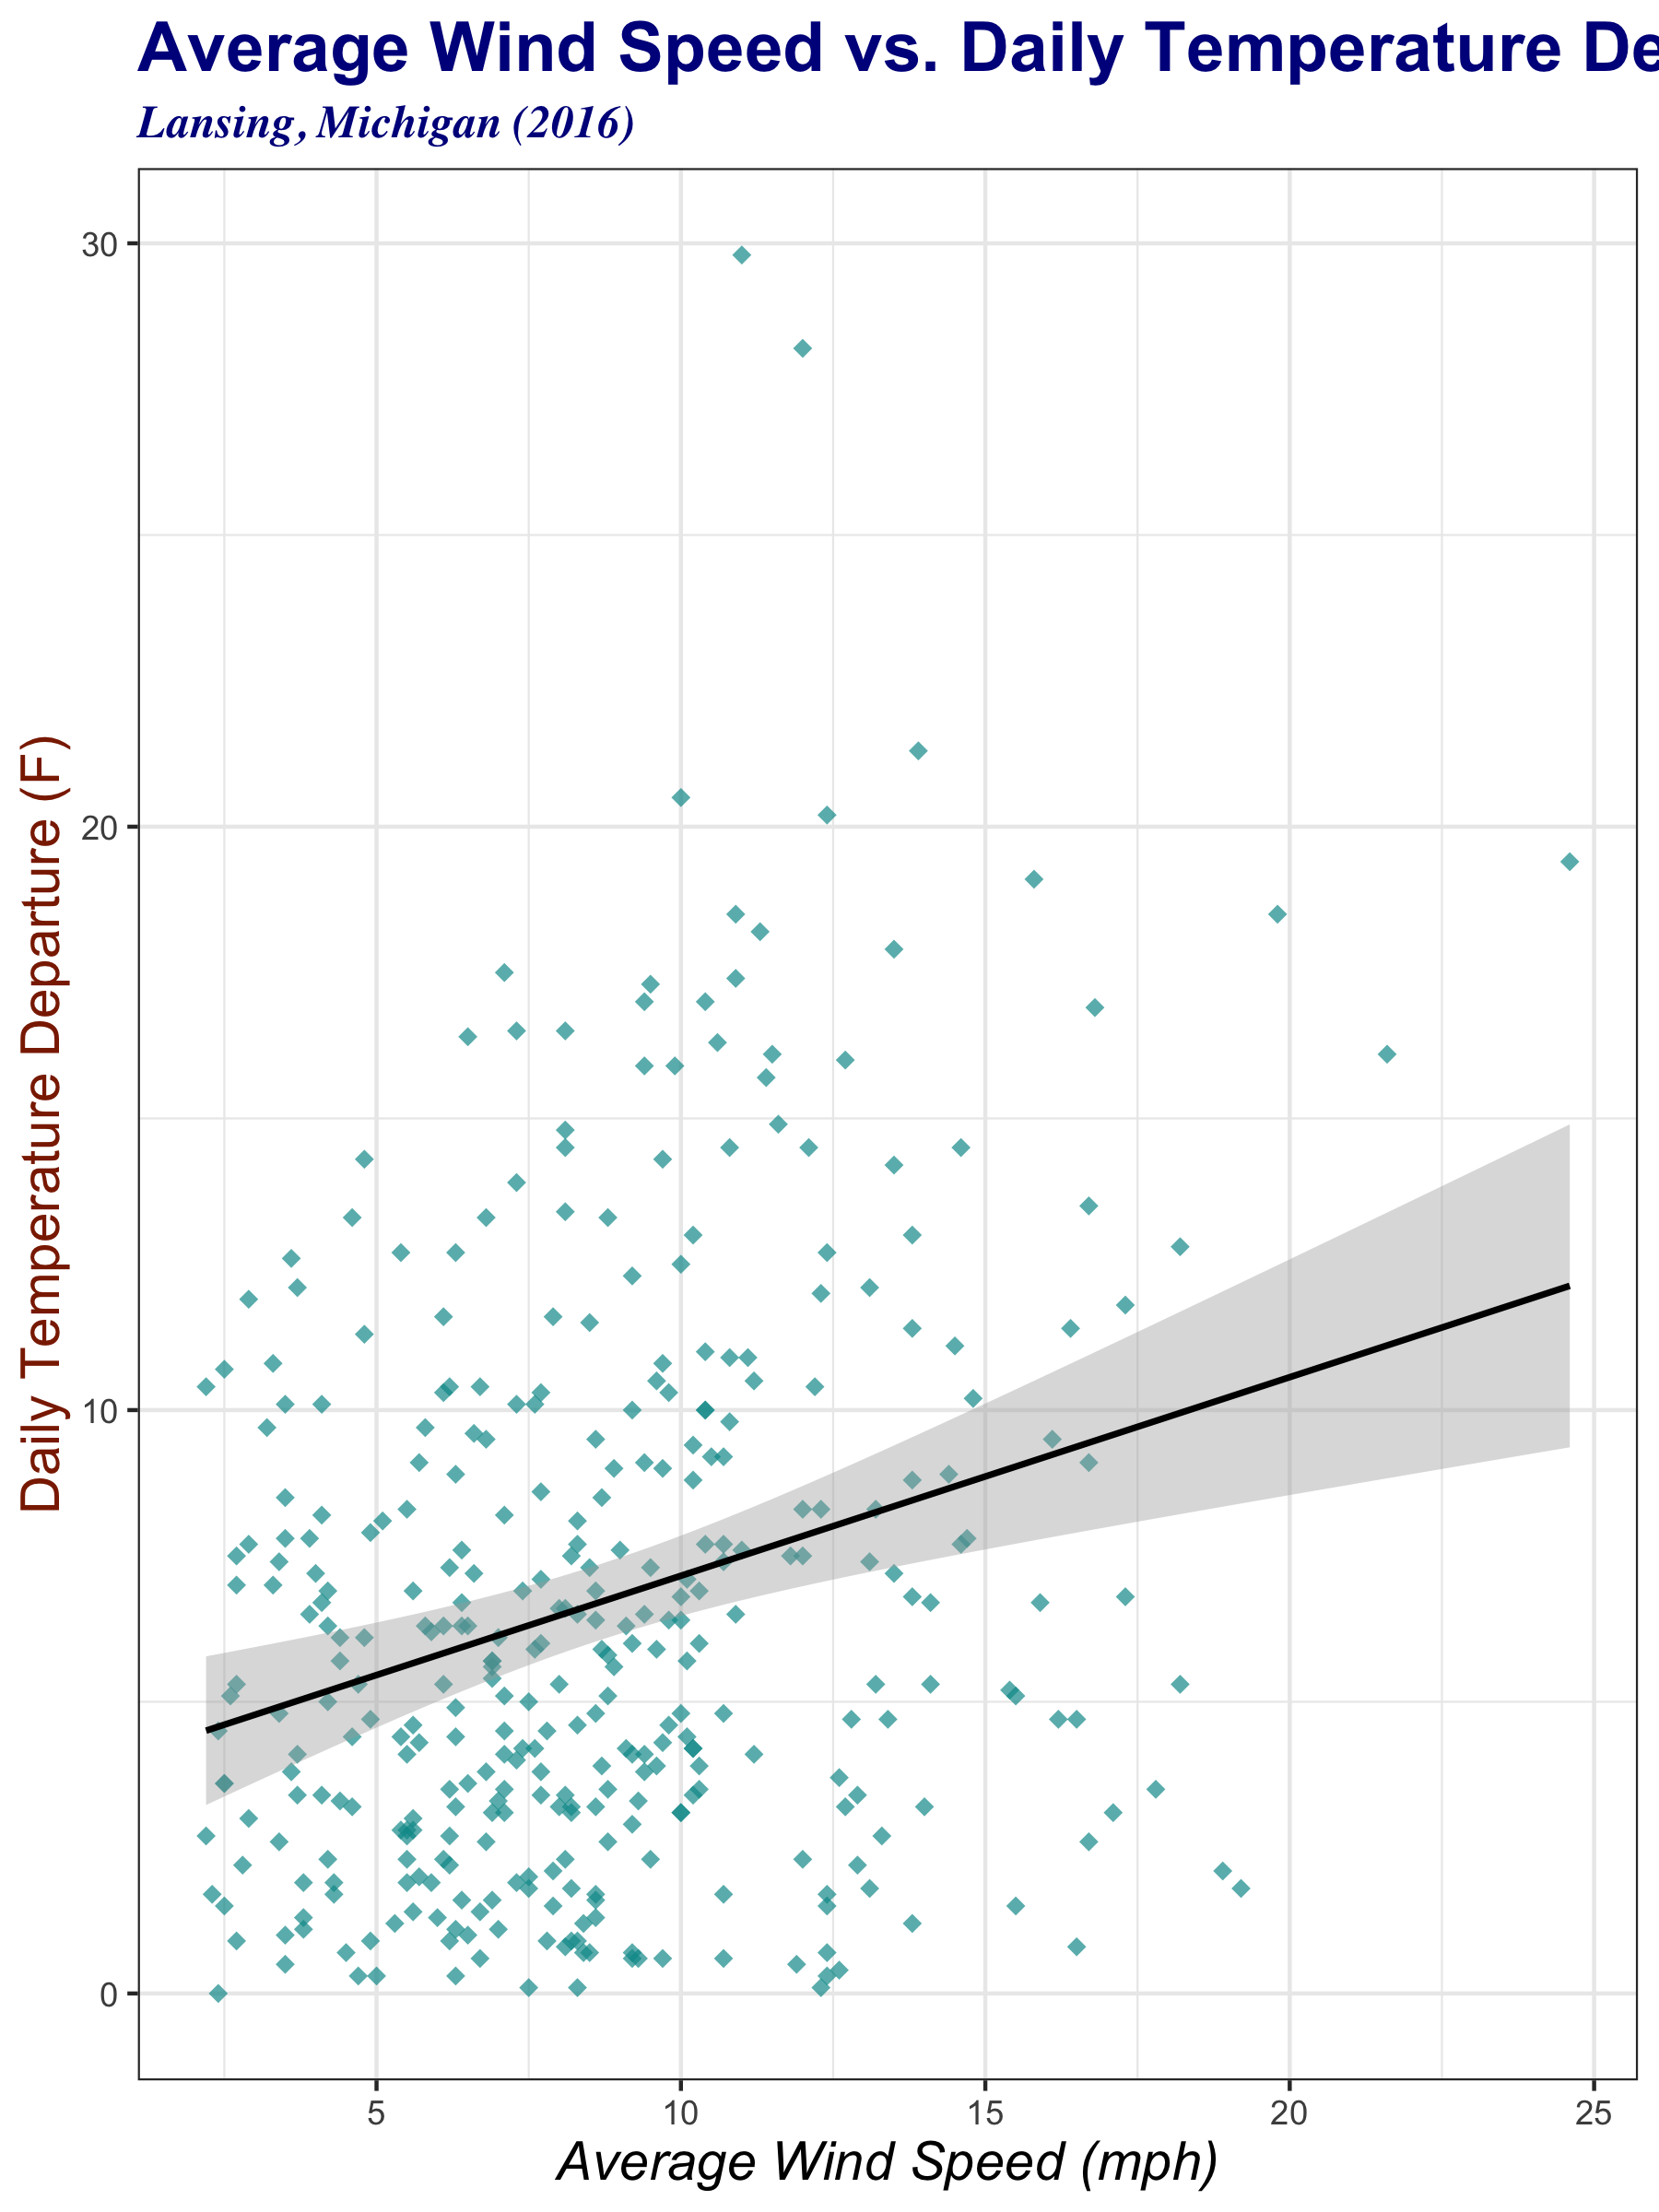 Average Wind Speed vs. Daily Temperature De
Lansing, Michigan (2016)
Daily Temperature Departure (F)
30
20
10
0
5 10 15 20 25
Average Wind Speed (mph)